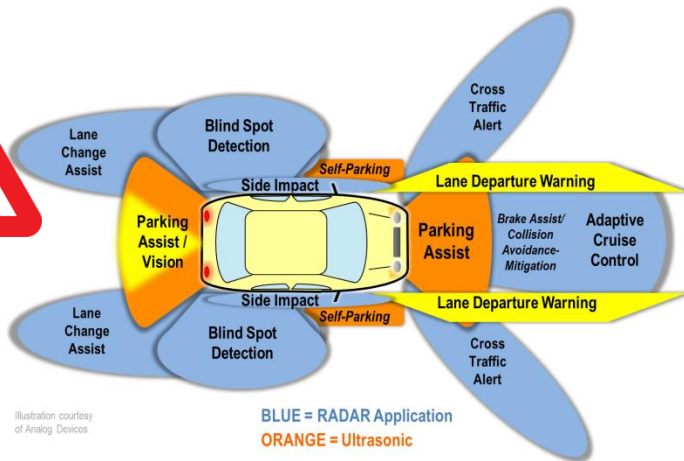 Cross
Traffic
Alert
Lane
Change
Assist
Blind Spot
Detection
Self-Parking
Side Impact
Lane Departure Warning
Parking
Assist /
Vision
Parking
Assist
Brake Assist/
Collision
Avoidance-
Mitigation
Adaptive
Cruise
Control
Side Impact
Lane Departure Warning
Self-Parking
Lane
Change
Assist
Blind Spot
Detection
Cross
Traffic
Alert
Illustration courtesy
of Analog Devices
BLUE = RADAR Application
ORANGE = Ultrasonic